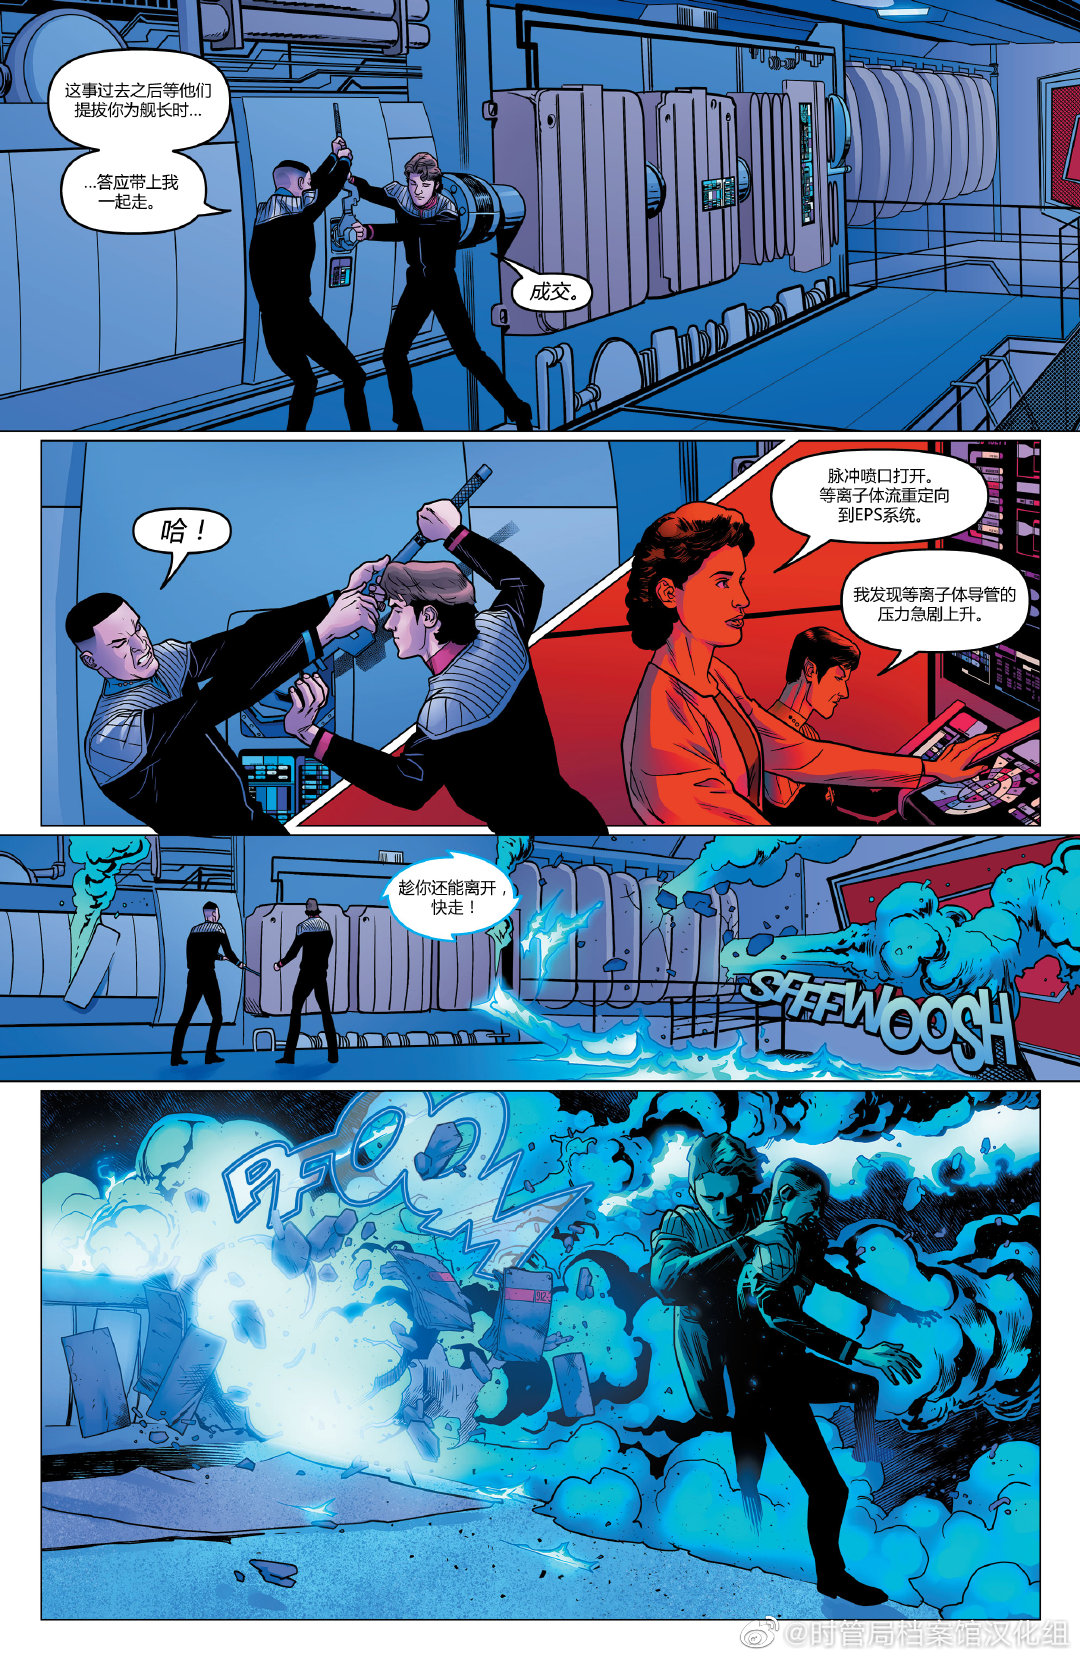 这事过去之后等他们
提拔你为舰长时...
...答应带上我
一起走。
成交。
哈！
脉冲喷口打开。
等离子体流重定向
到EPS系统。
我发现等离子体导管的
压力急剧上升。
趁你还能离开，
快走！
SFFFWOOSH
PFOOM
912-3
@时管局档案馆汉化组